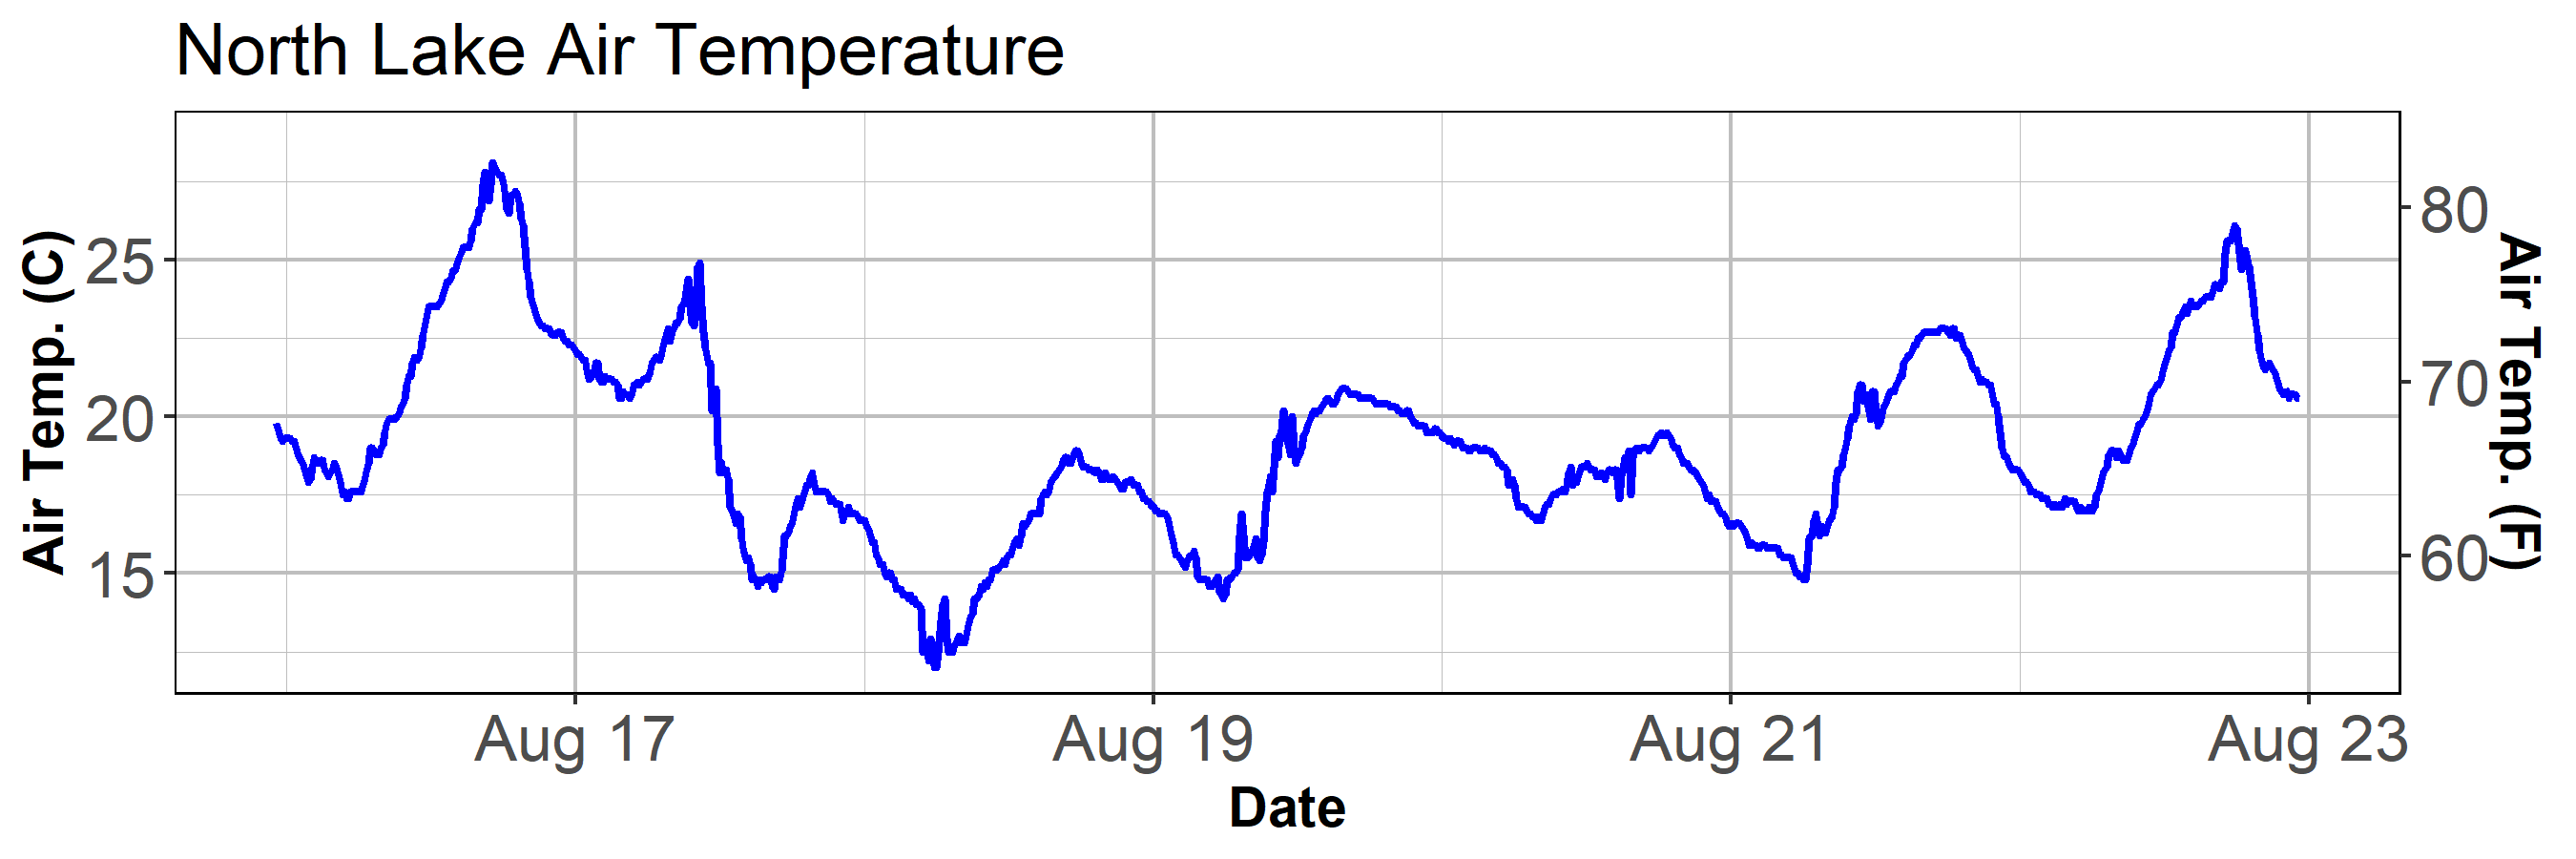 North Lake Air Temperature
Air Temp. (C)
25
20
15
80
70
60
Air Temp. (F)
Aug 17
Aug 19
Aug 21
Aug 23
Date